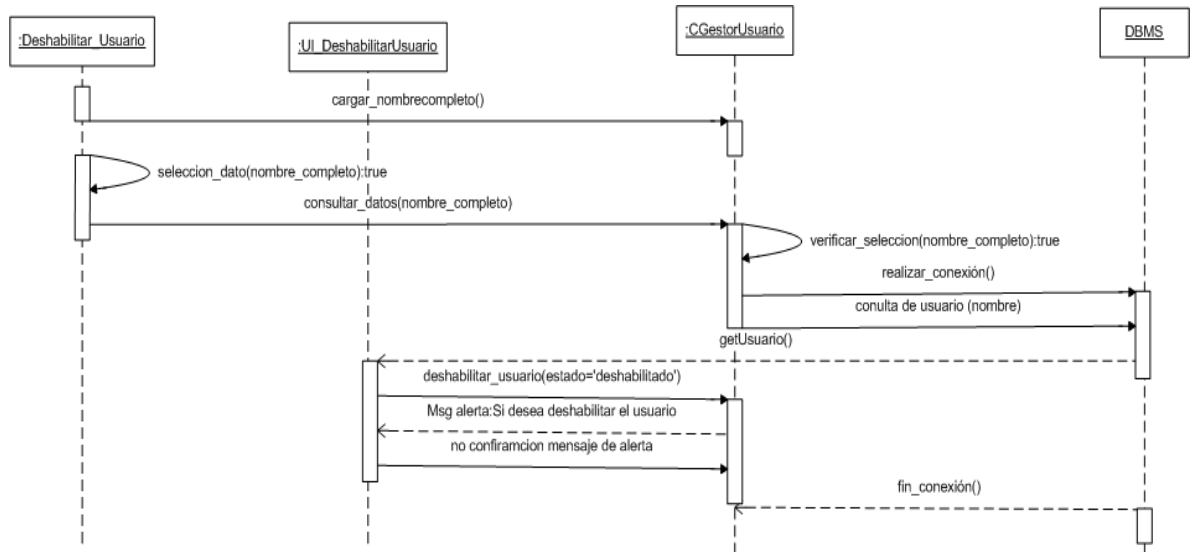 :Deshabilitar_Usuario
:UI_DeshabilitarUsuario
:CGestorUsuario
DBMS
cargar_nombrecompleto()
seleccion_dato(nombre_completo):true
consultar_datos(nombre_completo)
verificar_seleccion(nombre_completo):true
realizar_conexión()
conulta de usuario (nombre)
getUsuario()
deshabilitar_usuario(estado='deshabilitado')
Msg alerta:Si desea deshabilitar el usuario
no confiramcion mensaje de alerta
fin_conexión()